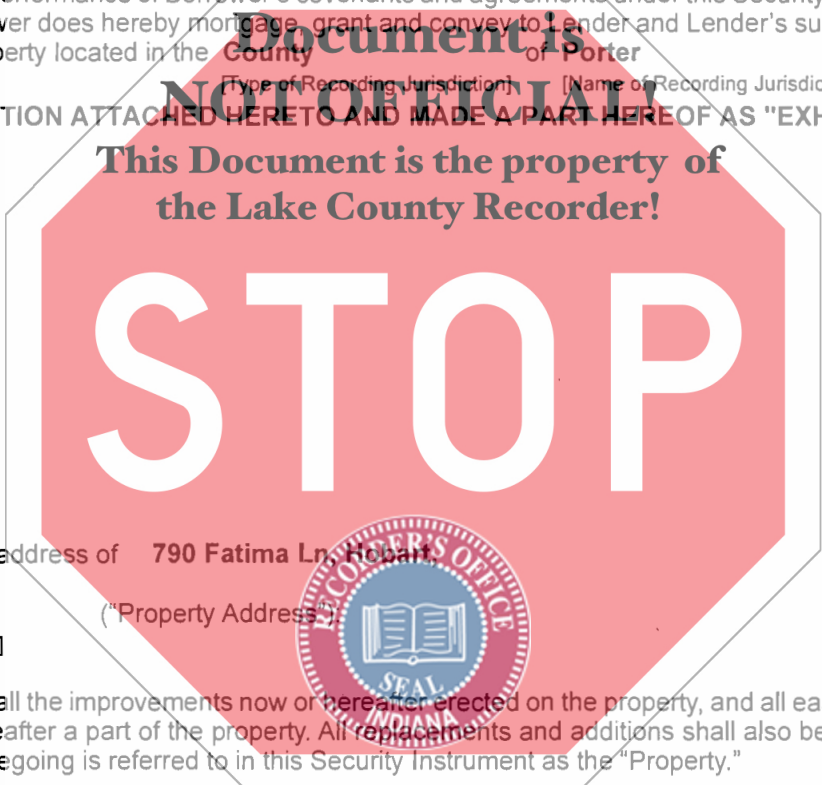 Borrower's covenants and agreements under this Security
ver does hereby mortgage, grant and convey to Lender and Lender's su
erty located in the County of Porter
[Type of Recording Jurisdiction] [Name of Recording Jurisdic
TION ATTACHED HERETO AND MADE A PART HEREOF AS "EXH
Document is
NOT OFFICIAL!
This Document is the property of
the Lake County Recorder!
STOP
address of 790 Fatima Ln, Hobart,
("Property Address"):
]
RECORDER'S OFFICE
SEAL
INDIANA
all the improvements now or hereafter erected on the property, and all ea
eafter a part of the property. All replacements and additions shall also be
egoing is referred to in this Security Instrument as the "Property."